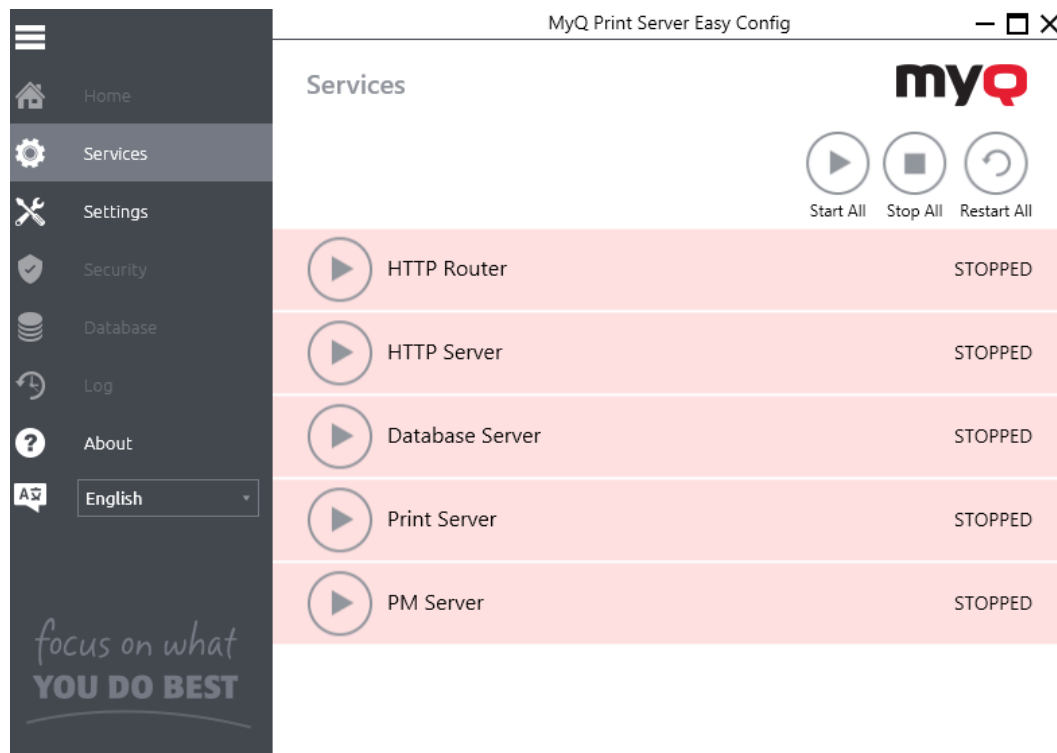 MyQ Print Server Easy Config
Home
Services
Settings
Security
Database
Log
?
About
A
English
focus on what
YOU DO BEST
Services
myQ
Start All Stop All Restart All
HTTP Router STOPPED
HTTP Server STOPPED
Database Server STOPPED
Print Server STOPPED
PM Server STOPPED